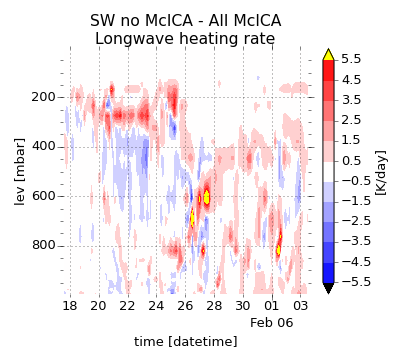 SW no McICA - All McICA
Longwave heating rate
200
400
600
800
lev [mbar]
18 20 22 24 26 28 30 01 03
Feb 06
time [datetime]
5.5
4.5
3.5
2.5
1.5
0.5
−0.5
−1.5
−2.5
−3.5
−4.5
−5.5
[K/day]